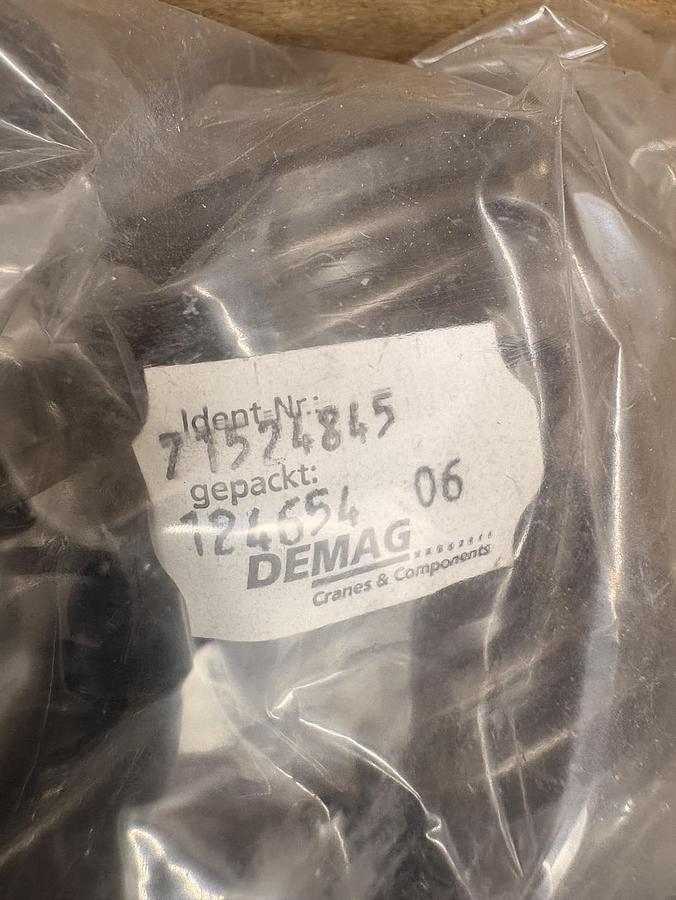 Ident-Nr.:
71524845
gepackt:
124654 06
DEMAG
Cranes & Components